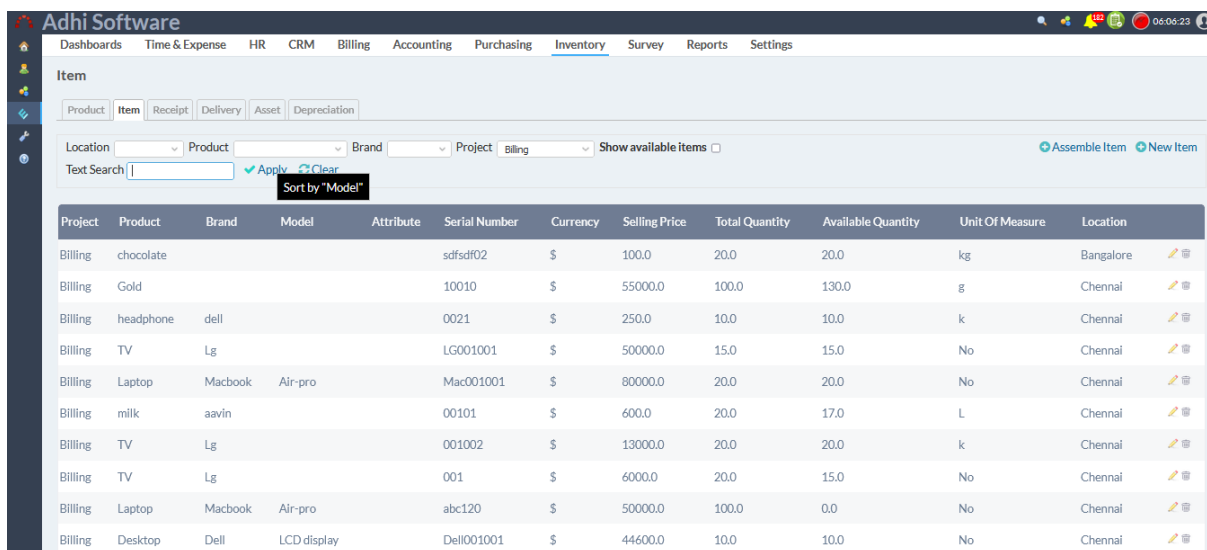 Adhi Software 182 06:06:23
Dashboards Time & Expense HR CRM Billing Accounting Purchasing Inventory Survey Reports Settings
Item
Product Item Receipt Delivery Asset Depreciation
Location Product Brand Project Billing Show available items Assemble Item New Item
Text Search Apply Clear
Sort by "Model"
Project Product Brand Model Attribute Serial Number Currency Selling Price Total Quantity Available Quantity Unit Of Measure Location
Billing chocolate sdfsdf02 $ 100.0 20.0 20.0 kg Bangalore
Billing Gold 10010 $ 55000.0 100.0 130.0 g Chennai
Billing headphone dell 0021 $ 250.0 10.0 10.0 k Chennai
Billing TV Lg LG001001 $ 50000.0 15.0 15.0 No Chennai
Billing Laptop Macbook Air-pro Mac001001 $ 80000.0 20.0 20.0 No Chennai
Billing milk aavin 00101 $ 600.0 20.0 17.0 L Chennai
Billing TV Lg 001002 $ 13000.0 20.0 20.0 k Chennai
Billing TV Lg 001 $ 6000.0 20.0 15.0 No Chennai
Billing Laptop Macbook Air-pro abc120 $ 50000.0 100.0 0.0 No Chennai
Billing Desktop Dell LCD display Dell001001 $ 44600.0 10.0 10.0 No Chennai